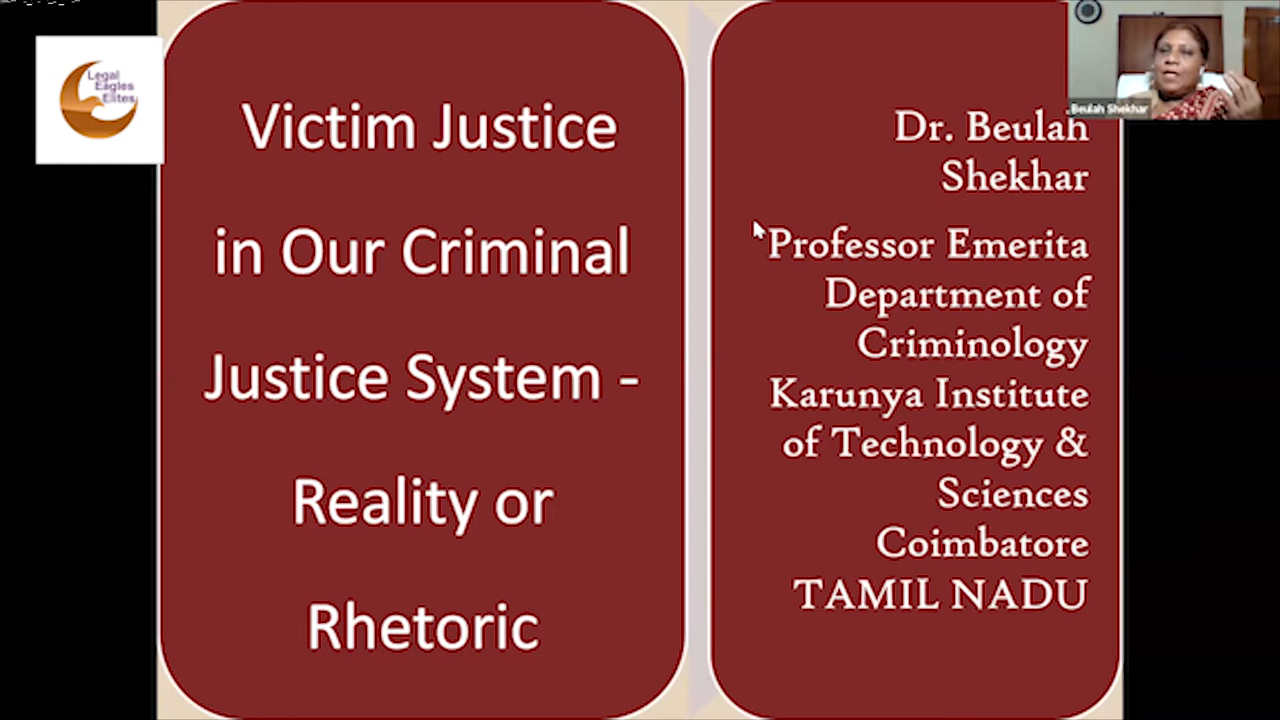 Legal
Eagles
Elites
Victim Justice
in Our Criminal
Justice System -
Reality or
Rhetoric
Beulah Shekhar
Dr. Beulah
Shekhar
Professor Emerita
Department of
Criminology
Karunya Institute
of Technology &
Sciences
Coimbatore
TAMIL NADU